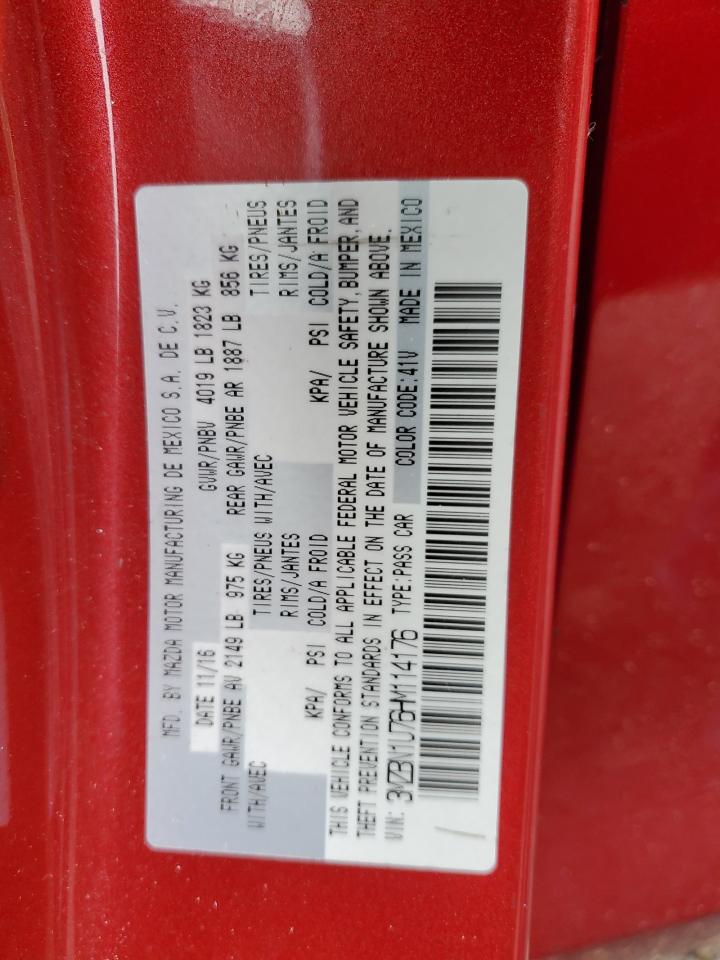 MFD. BY MAZDA MOTOR MANUFACTURING DE MEXICO S.A. DE C.V.
DATE 11/16 GVWR/PNBV 4019 LB 1823 KG
FRONT GAWR/PNBE AV 2149 LB 975 KG REAR GAWR/PNBE AR 1887 LB 856 KG
WITH/AVEC TIRES/PNEUS WITH/AVEC TIRES/PNEUS
RIMS/JANTES RIMS/JANTES
KPA/ PSI COLD/A FROID KPA/ PSI COLD/A FROID
THIS VEHICLE CONFORMS TO ALL APPLICABLE FEDERAL MOTOR VEHICLE SAFETY, BUMPER, AND
THEFT PREVENTION STANDARDS IN EFFECT ON THE DATE OF MANUFACTURE SHOWN ABOVE.
VIN: 3MZBM1U76HM114176 TYPE:PASS CAR COLOR CODE:41V MADE IN MEXICO